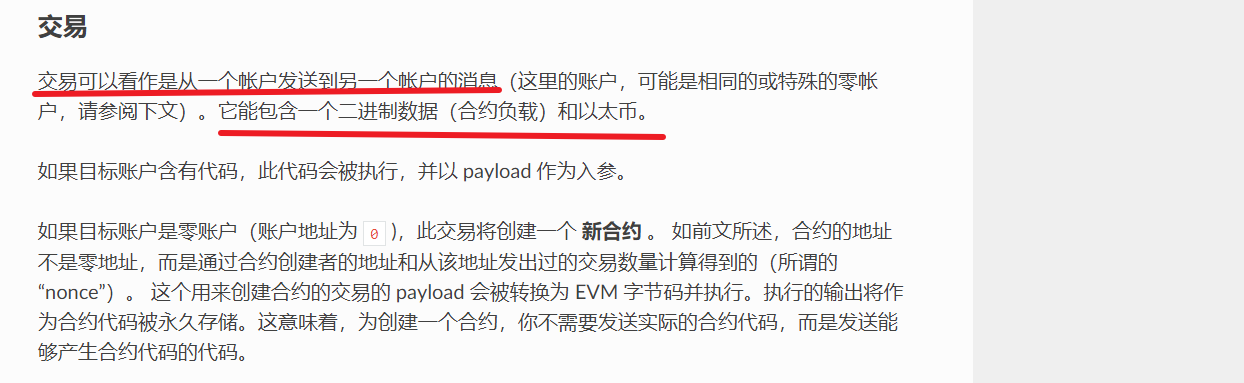 交易
交易可以看作是从一个帐户发送到另一个帐户的消息（这里的账户，可能是相同的或特殊的零帐
户，请参阅下文）。它能包含一个二进制数据（合约负载）和以太币。
如果目标账户含有代码，此代码会被执行，并以 payload 作为入参。
如果目标账户是零账户（账户地址为 0 )，此交易将创建一个 新合约 。 如前文所述，合约的地址
不是零地址，而是通过合约创建者的地址和从该地址发出过的交易数量计算得到的（所谓的
“nonce”）。 这个用来创建合约的交易的 payload 会被转换为 EVM 字节码并执行。执行的输出将作
为合约代码被永久存储。这意味着，为创建一个合约，你不需要发送实际的合约代码，而是发送能
够产生合约代码的代码。